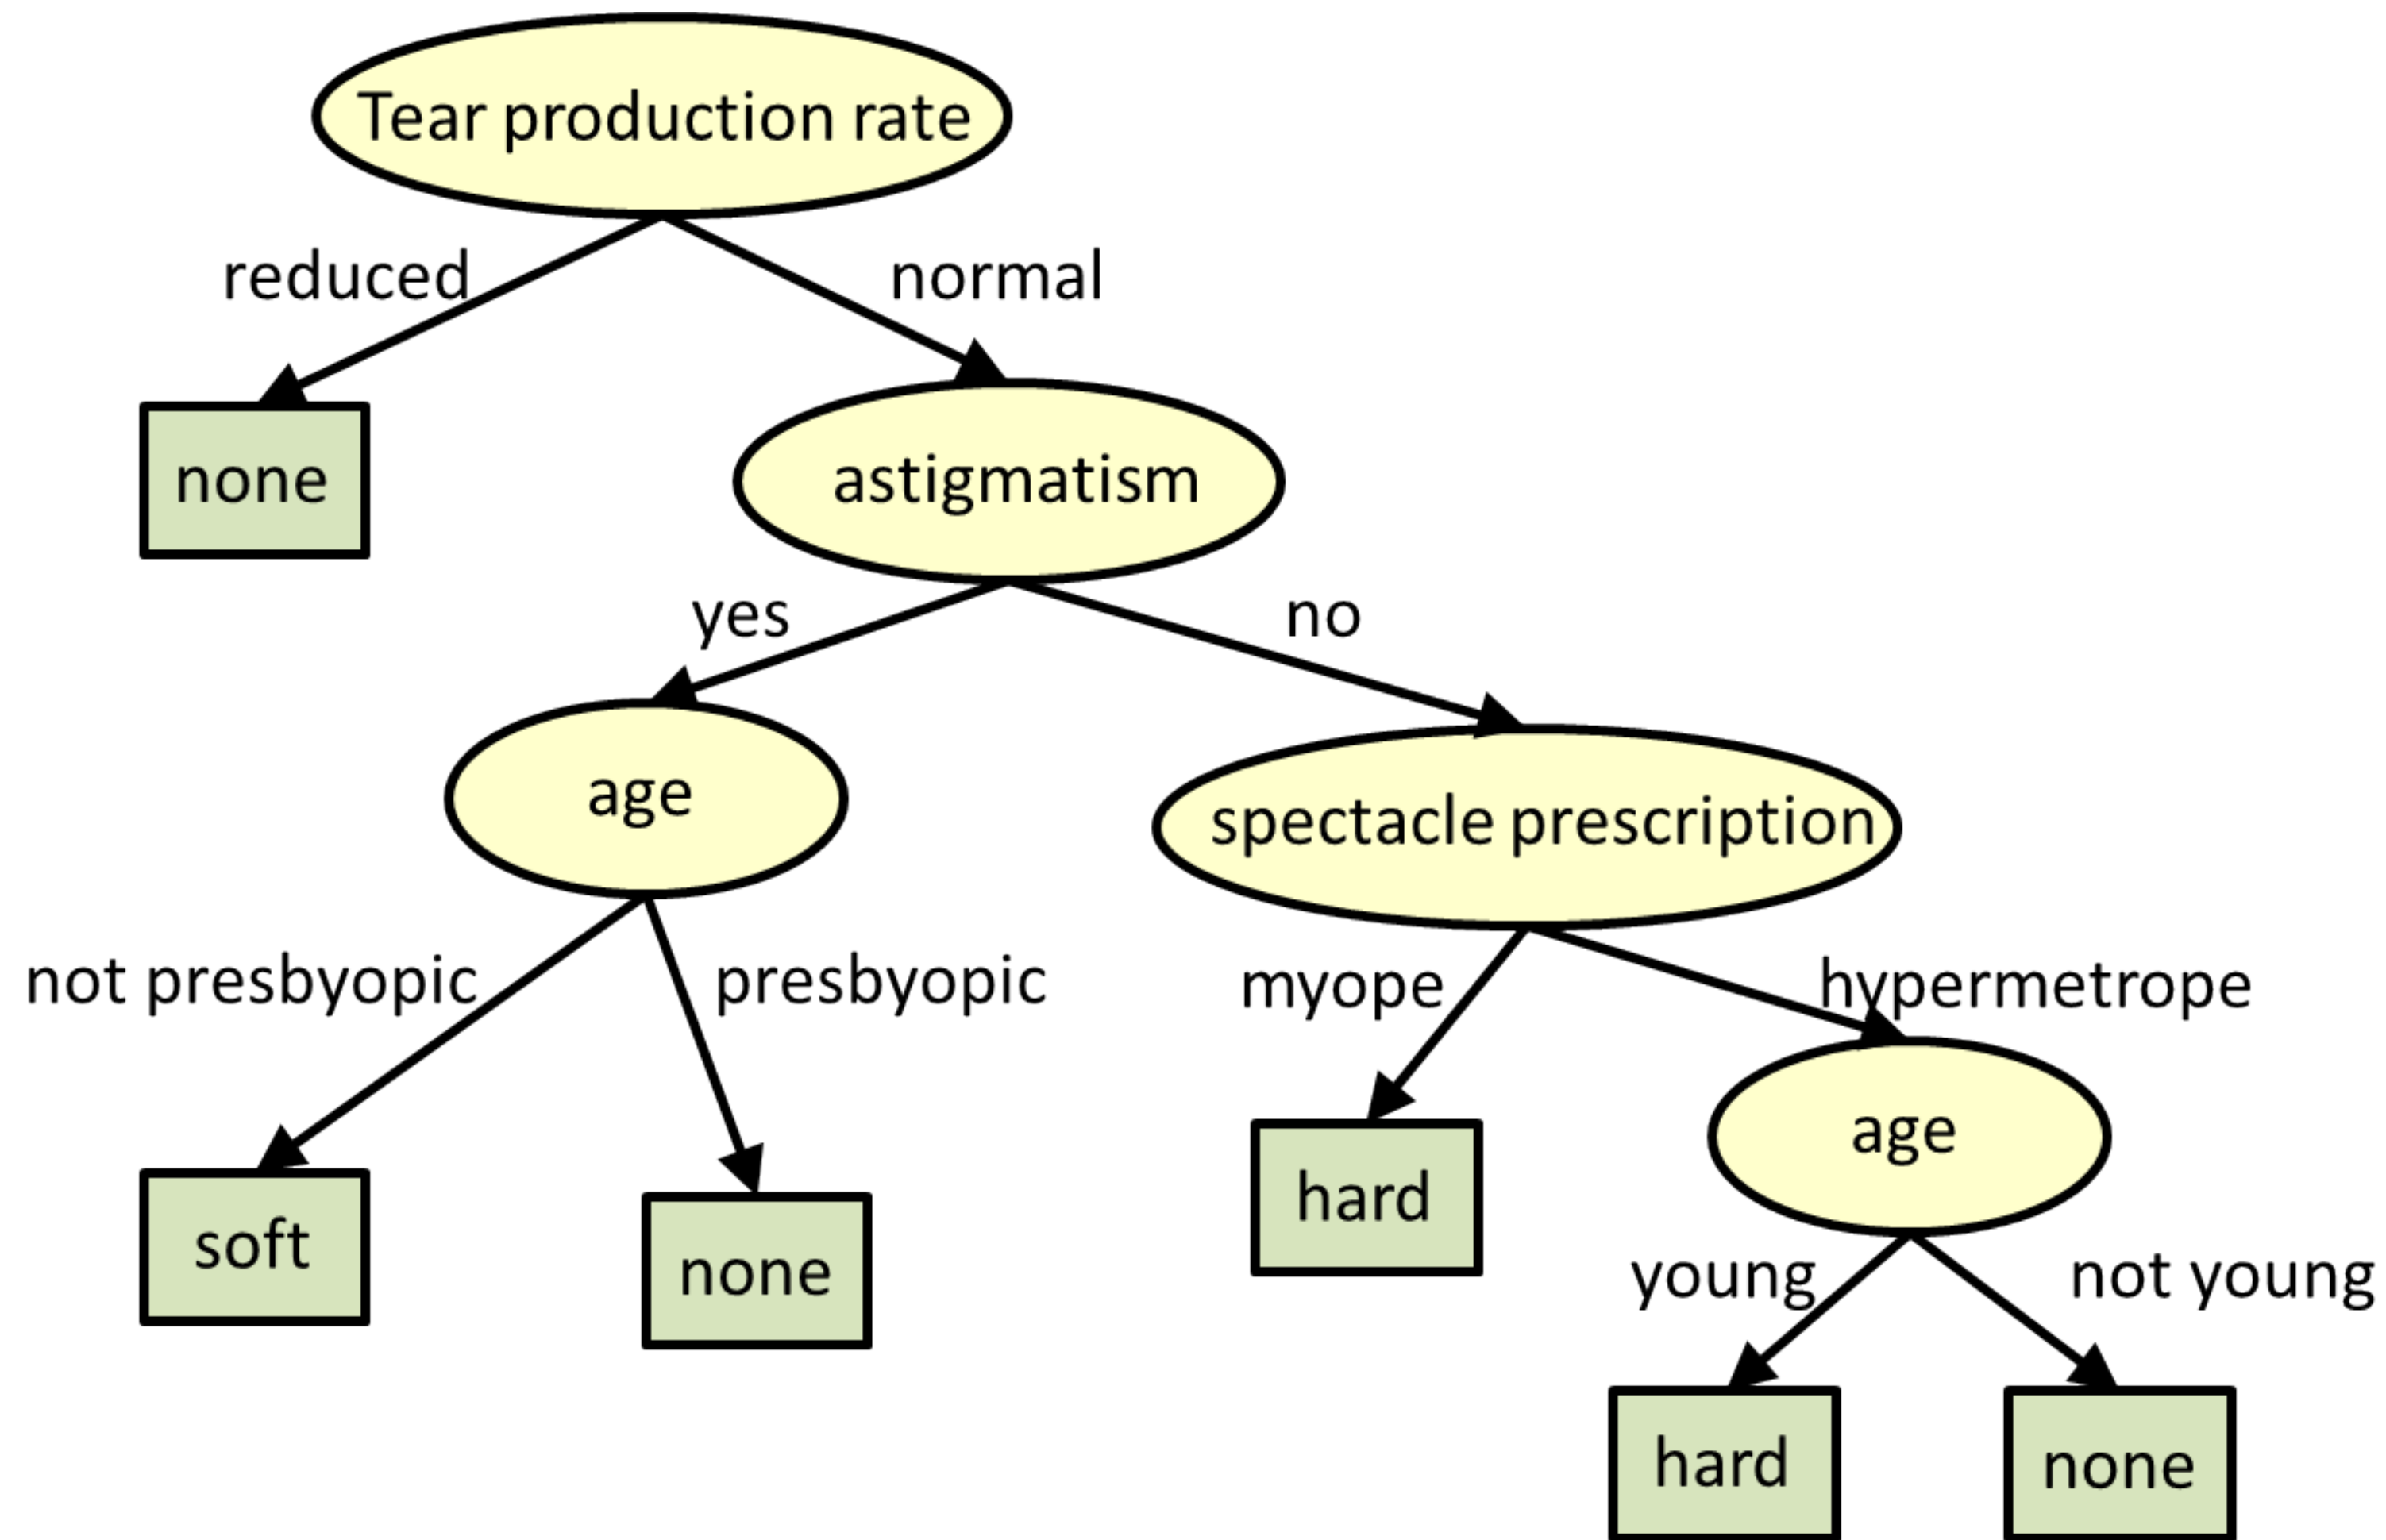 Tear production rate
reduced
normal
none
astigmatism
yes
no
age
spectacle prescription
not presbyopic
presbyopic
myope
hypermetrope
age
hard
soft
none
young
not young
hard
none